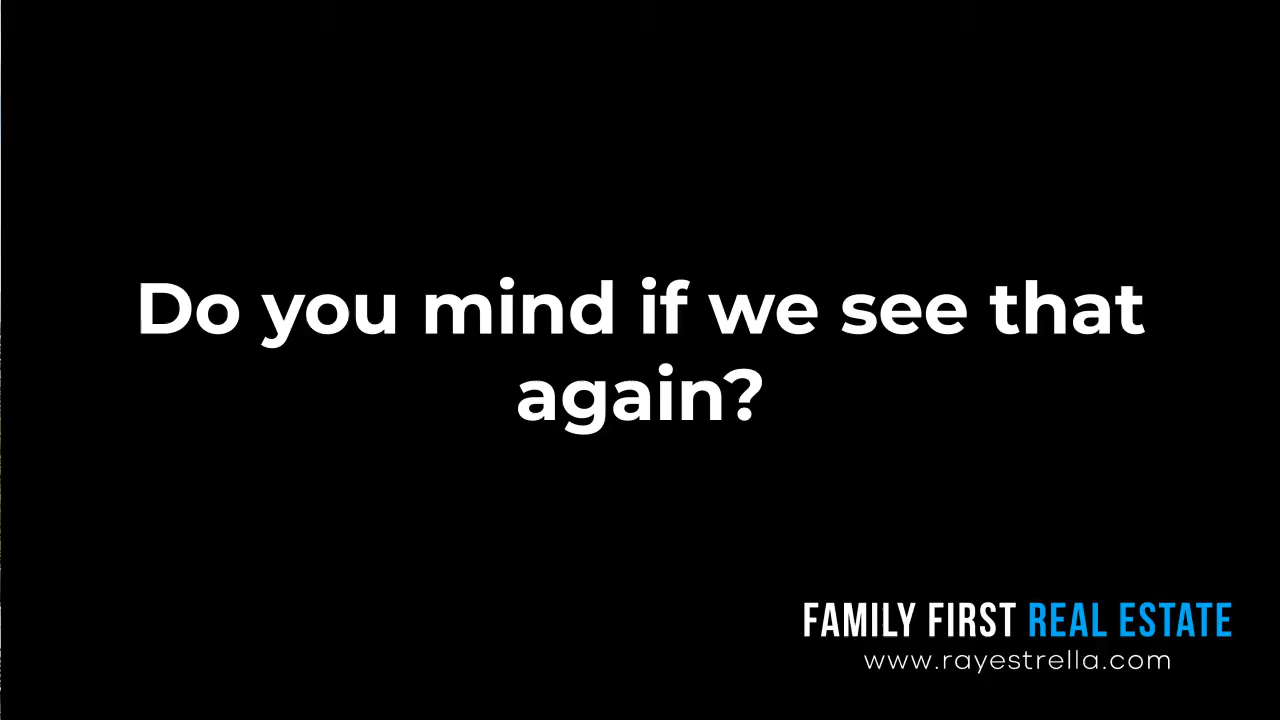 Do you mind if we see that
again?
FAMILY FIRST REAL ESTATE
www.rayestrella.com